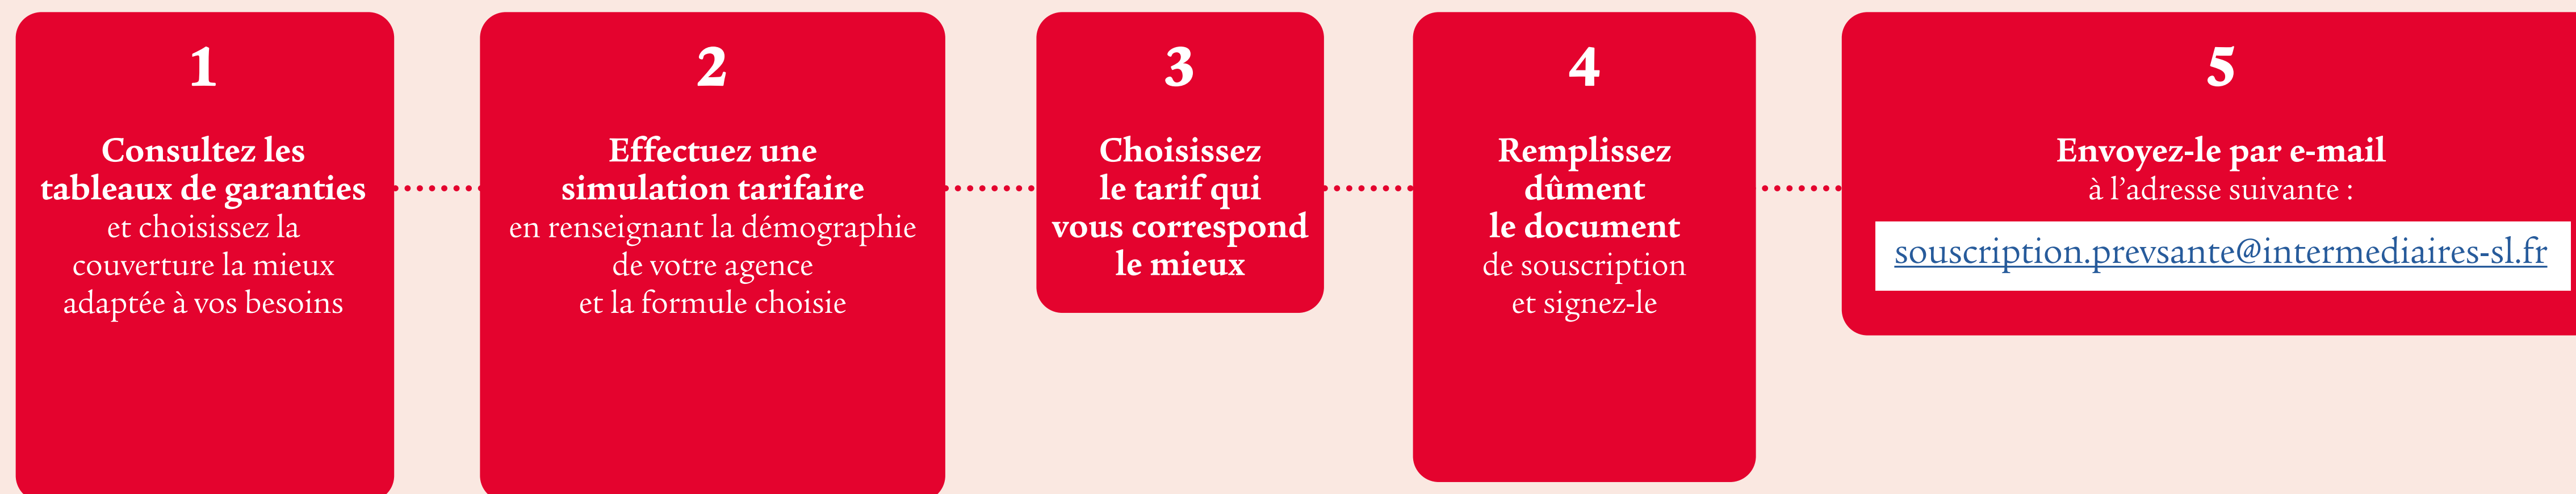 1
Consultez les
tableaux de garanties
et choisissez la
couverture la mieux
adaptée à vos besoins
2
Effectuez une
simulation tarifaire
en renseignant la démographie
de votre agence
et la formule choisie
3
Choisissez
le tarif qui
vous correspond
le mieux
4
Remplissez
dûment
le document
de souscription
et signez-le
5
Envoyez-le par e-mail
à l’adresse suivante :
souscription.prevsante@intermediaires-sl.fr